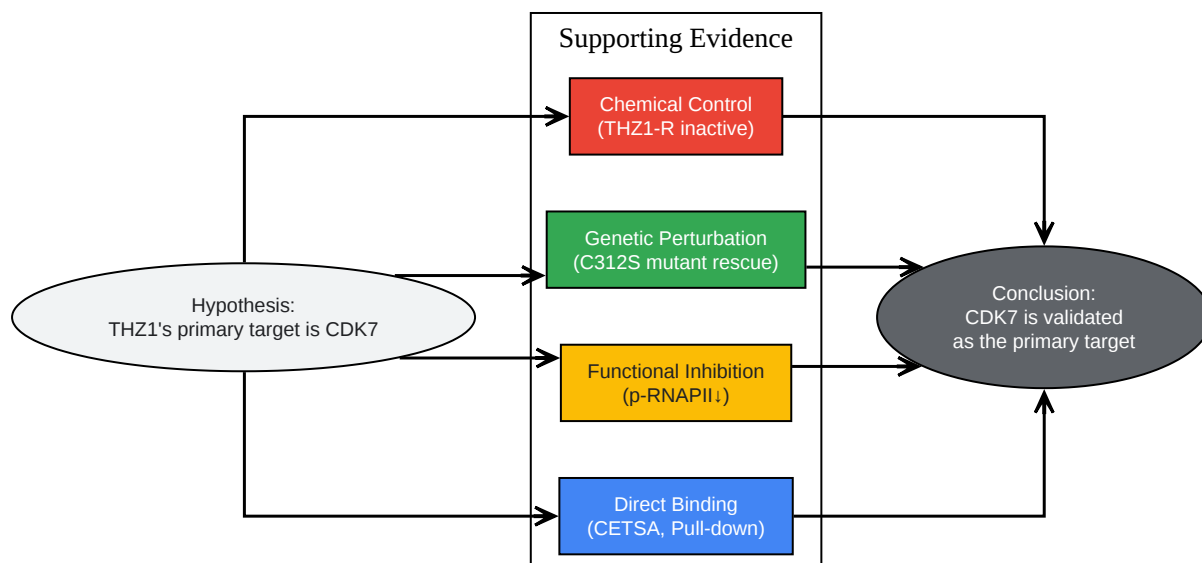 Supporting Evidence
Chemical Control
(THZ1-R inactive)
Genetic Perturbation
(C312S mutant rescue)
Hypothesis:
THZ1's primary target is CDK7
Conclusion:
CDK7 is validated
as the primary target
Functional Inhibition
(p-RNAPII↓)
Direct Binding
(CETSA, Pull-down)